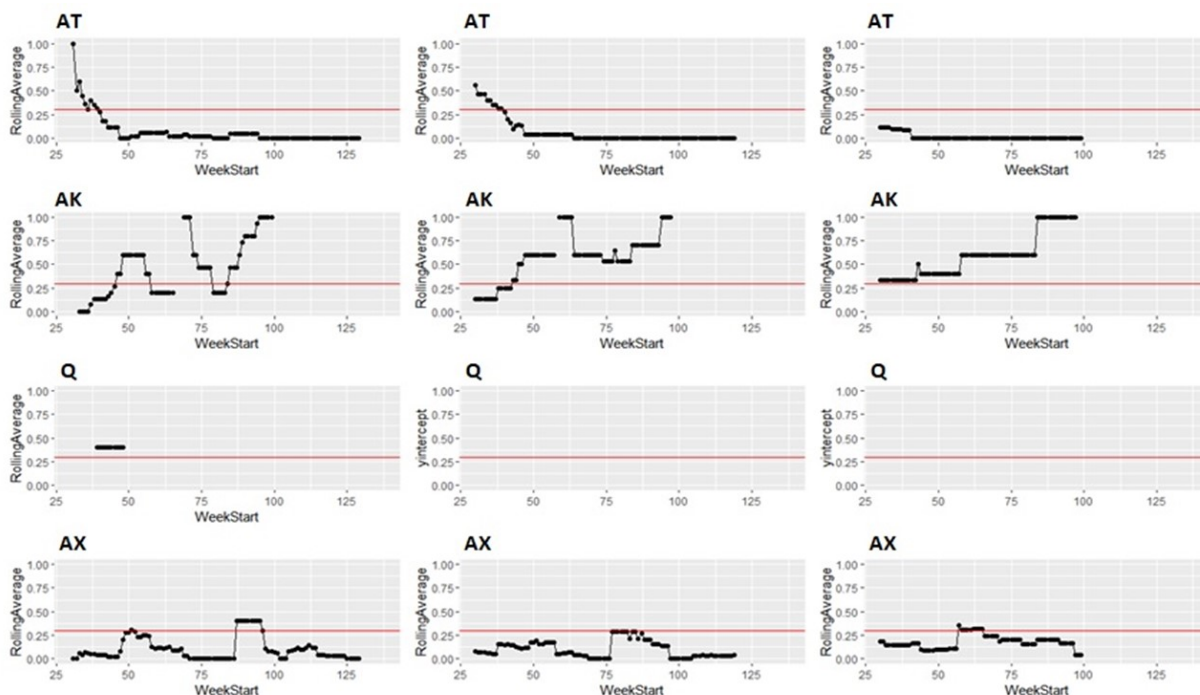 AT AT AT
RollingAverage RollingAverage RollingAverage
1.00 1.00 1.00
0.75 0.75 0.75
0.50 0.50 0.50
0.25 0.25 0.25
0.00 0.00 0.00
25 50 75 100 125 25 50 75 100 125 25 50 75 100 125
WeekStart WeekStart WeekStart
AK AK AK
RollingAverage RollingAverage RollingAverage
1.00 1.00 1.00
0.75 0.75 0.75
0.50 0.50 0.50
0.25 0.25 0.25
0.00 0.00 0.00
25 50 75 100 125 25 50 75 100 125 25 50 75 100 125
WeekStart WeekStart WeekStart
Q Q Q
RollingAverage yintercept yintercept
1.00 1.00 1.00
0.75 0.75 0.75
0.50 0.50 0.50
0.25 0.25 0.25
0.00 0.00 0.00
25 50 75 100 125 25 50 75 100 125 25 50 75 100 125
WeekStart WeekStart WeekStart
AX AX AX
RollingAverage RollingAverage RollingAverage
1.00 1.00 1.00
0.75 0.75 0.75
0.50 0.50 0.50
0.25 0.25 0.25
0.00 0.00 0.00
25 50 75 100 125 25 50 75 100 125 25 50 75 100 125
WeekStart WeekStart WeekStart